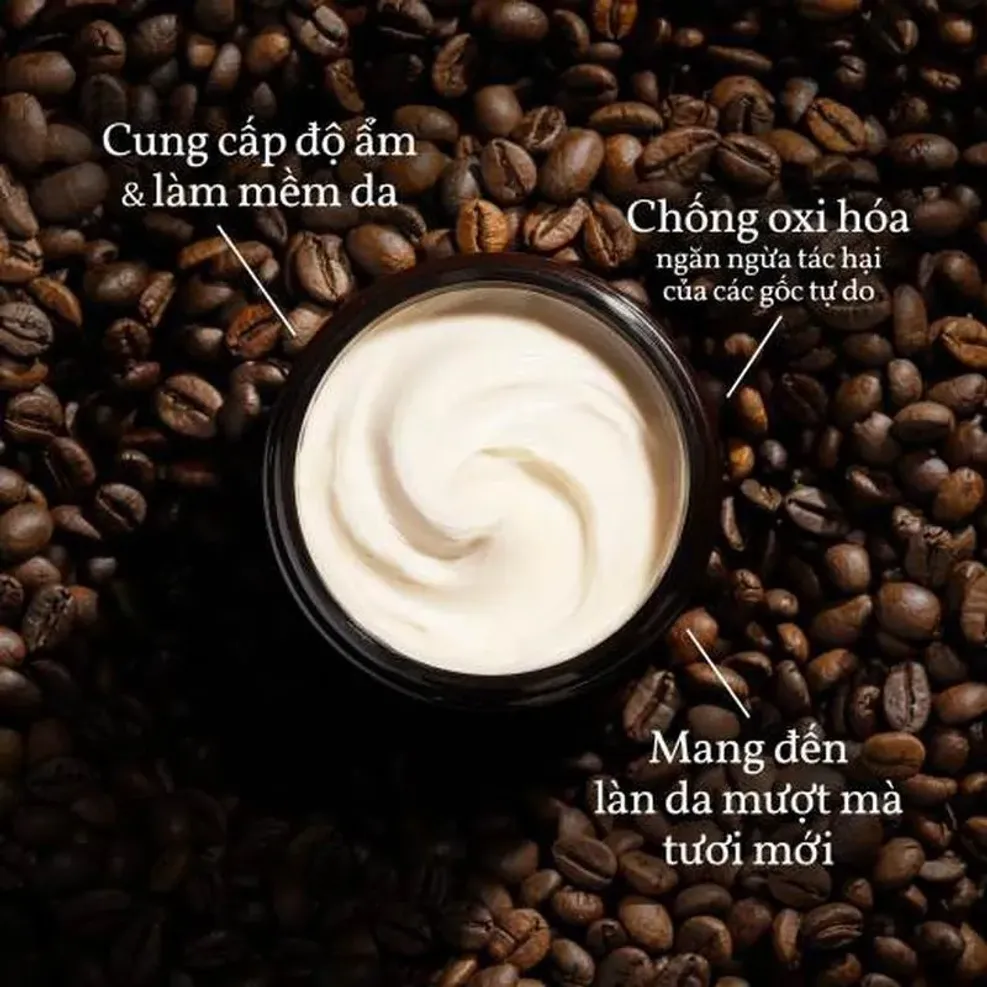 Cung cấp độ ẩm
& làm mềm da
Chống oxi hóa
ngăn ngừa tác hại
của các gốc tự do
Mang đến
làn da mượt mà
tươi mới